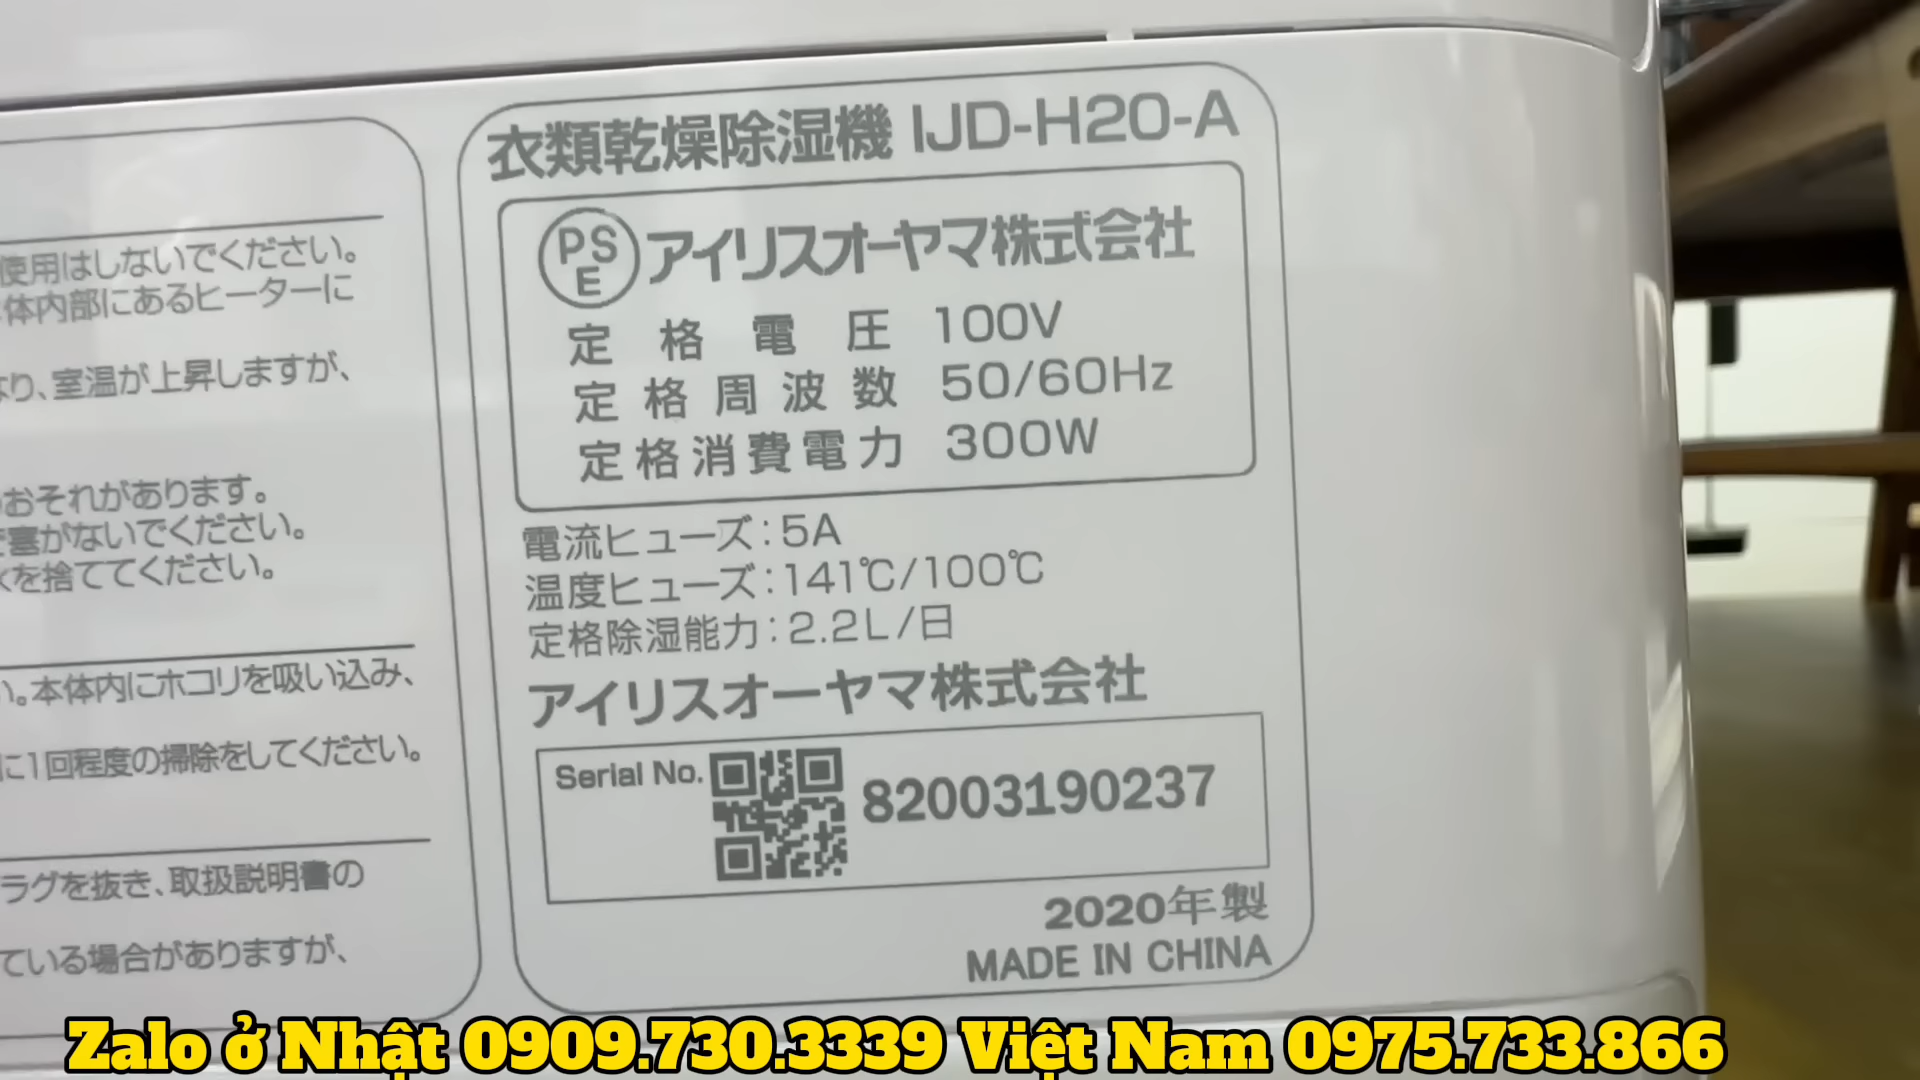 使用はしないでください。
体内部にあるヒーターに
なり、室温が上昇しますが、
おそれがあります。
塞がないでください。
を捨ててください。
い。本体内にホコリを吸い込み、
に1回程度の掃除をしてください。
ラグを抜き、取扱説明書の
ている場合がありますが、
衣類乾燥除湿機 IJD-H20-A
PS
E
アイリスオーヤマ株式会社
定格電圧 100V
定格周波数 50/60Hz
定格消費電力 300W
電流ヒューズ:5A
温度ヒューズ:141℃/100℃
定格除湿能力:2.2L/日
アイリスオーヤマ株式会社
Serial No. 82003190237
2020年製
MADE IN CHINA
Zalo ở Nhật 0909.730.3339 Việt Nam 0975.733.866